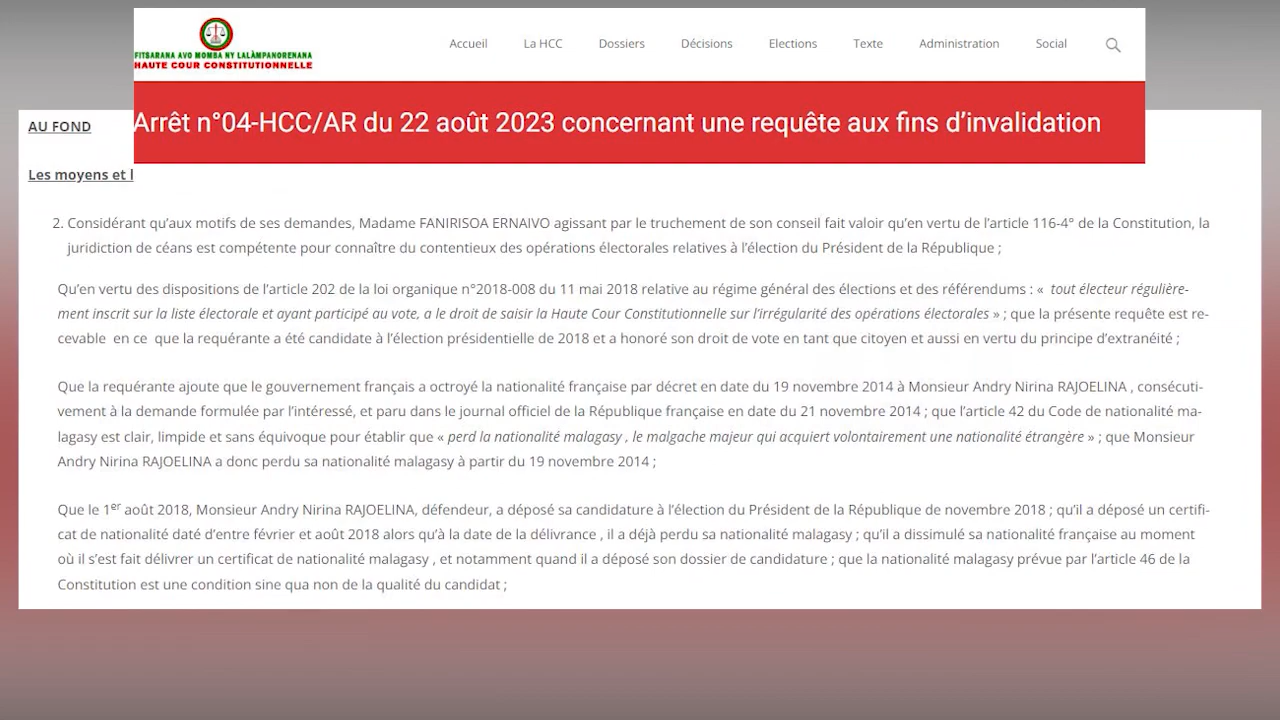 FITSARANA AVO MOMBA NY LALÀMPANORENANA
HAUTE COUR CONSTITUTIONNELLE
Accueil La HCC Dossiers Décisions Elections Texte Administration Social
Arrêt n°04-HCC/AR du 22 août 2023 concernant une requête aux fins d’invalidation
AU FOND
Les moyens et l
2. Considérant qu’aux motifs de ses demandes, Madame FANIRISOA ERNAIVO agissant par le truchement de son conseil fait valoir qu’en vertu de l’article 116-4° de la Constitution, la
juridiction de céans est compétente pour connaître du contentieux des opérations électorales relatives à l’élection du Président de la République ;
Qu’en vertu des dispositions de l’article 202 de la loi organique n°2018-008 du 11 mai 2018 relative au régime général des élections et des référendums : « tout électeur régulière-
ment inscrit sur la liste électorale et ayant participé au vote, a le droit de saisir la Haute Cour Constitutionnelle sur l’irrégularité des opérations électorales » ; que la présente requête est re-
cevable en ce que la requérante a été candidate à l’élection présidentielle de 2018 et a honoré son droit de vote en tant que citoyen et aussi en vertu du principe d’extranéité ;
Que la requérante ajoute que le gouvernement français a octroyé la nationalité française par décret en date du 19 novembre 2014 à Monsieur Andry Nirina RAJOELINA , consécuti-
vement à la demande formulée par l’intéressé, et paru dans le journal officiel de la République française en date du 21 novembre 2014 ; que l’article 42 du Code de nationalité ma-
lagasy est clair, limpide et sans équivoque pour établir que « perd la nationalité malagasy , le malgache majeur qui acquiert volontairement une nationalité étrangère » ; que Monsieur
Andry Nirina RAJOELINA a donc perdu sa nationalité malagasy à partir du 19 novembre 2014 ;
Que le 1er août 2018, Monsieur Andry Nirina RAJOELINA, défendeur, a déposé sa candidature à l’élection du Président de la République de novembre 2018 ; qu’il a déposé un certifi-
cat de nationalité daté d’entre février et août 2018 alors qu’à la date de la délivrance , il a déjà perdu sa nationalité malagasy ; qu’il a dissimulé sa nationalité française au moment
où il s’est fait délivrer un certificat de nationalité malagasy , et notamment quand il a déposé son dossier de candidature ; que la nationalité malagasy prévue par l’article 46 de la
Constitution est une condition sine qua non de la qualité du candidat ;